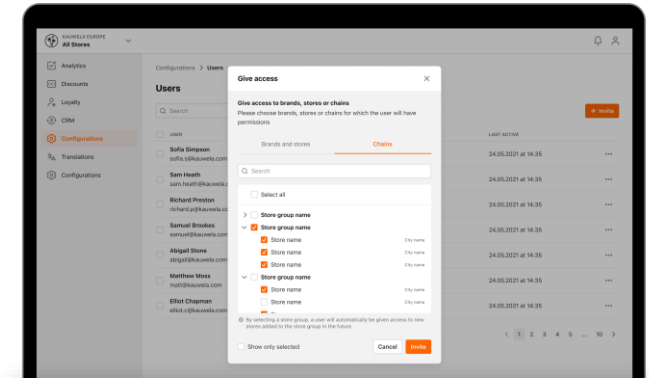 KAUWELA EUROPE
All Stores
Analytics
Discounts
Loyalty
CRM
Configurations
Translations
Configurations
Configurations > Users
Users
Search
+ Invite
USER
LAST ACTIVE
Sofia Simpson
sofia.s@kauwela.com
24.05.2021 at 14:35
Sam Heath
sam.heath@kauwela.c
24.05.2021 at 14:35
Richard Preston
richard.p@kauwela.co
24.05.2021 at 14:35
Samuel Brookes
samuel@kauwela.com
24.05.2021 at 14:35
Abigail Stone
abigail@kauwela.com
24.05.2021 at 14:35
Matthew Moss
matt@kauwela.com
24.05.2021 at 14:35
Elliot Chapman
elliot.c@kauwela.com
24.05.2021 at 14:35
< 1 2 3 4 5 ... 10 >
Give access
Give access to brands, stores or chains
Please choose brands, stores or chains for which the user will have
permissions
Brands and stores
Chains
Search
Select all
Store group name
Store group name
Store name City name
Store name City name
Store name City name
Store group name
Store name City name
Store name City name
By selecting a store group, a user will automatically be given access to new
stores added to the store group in the future
Show only selected
Cancel
Invite